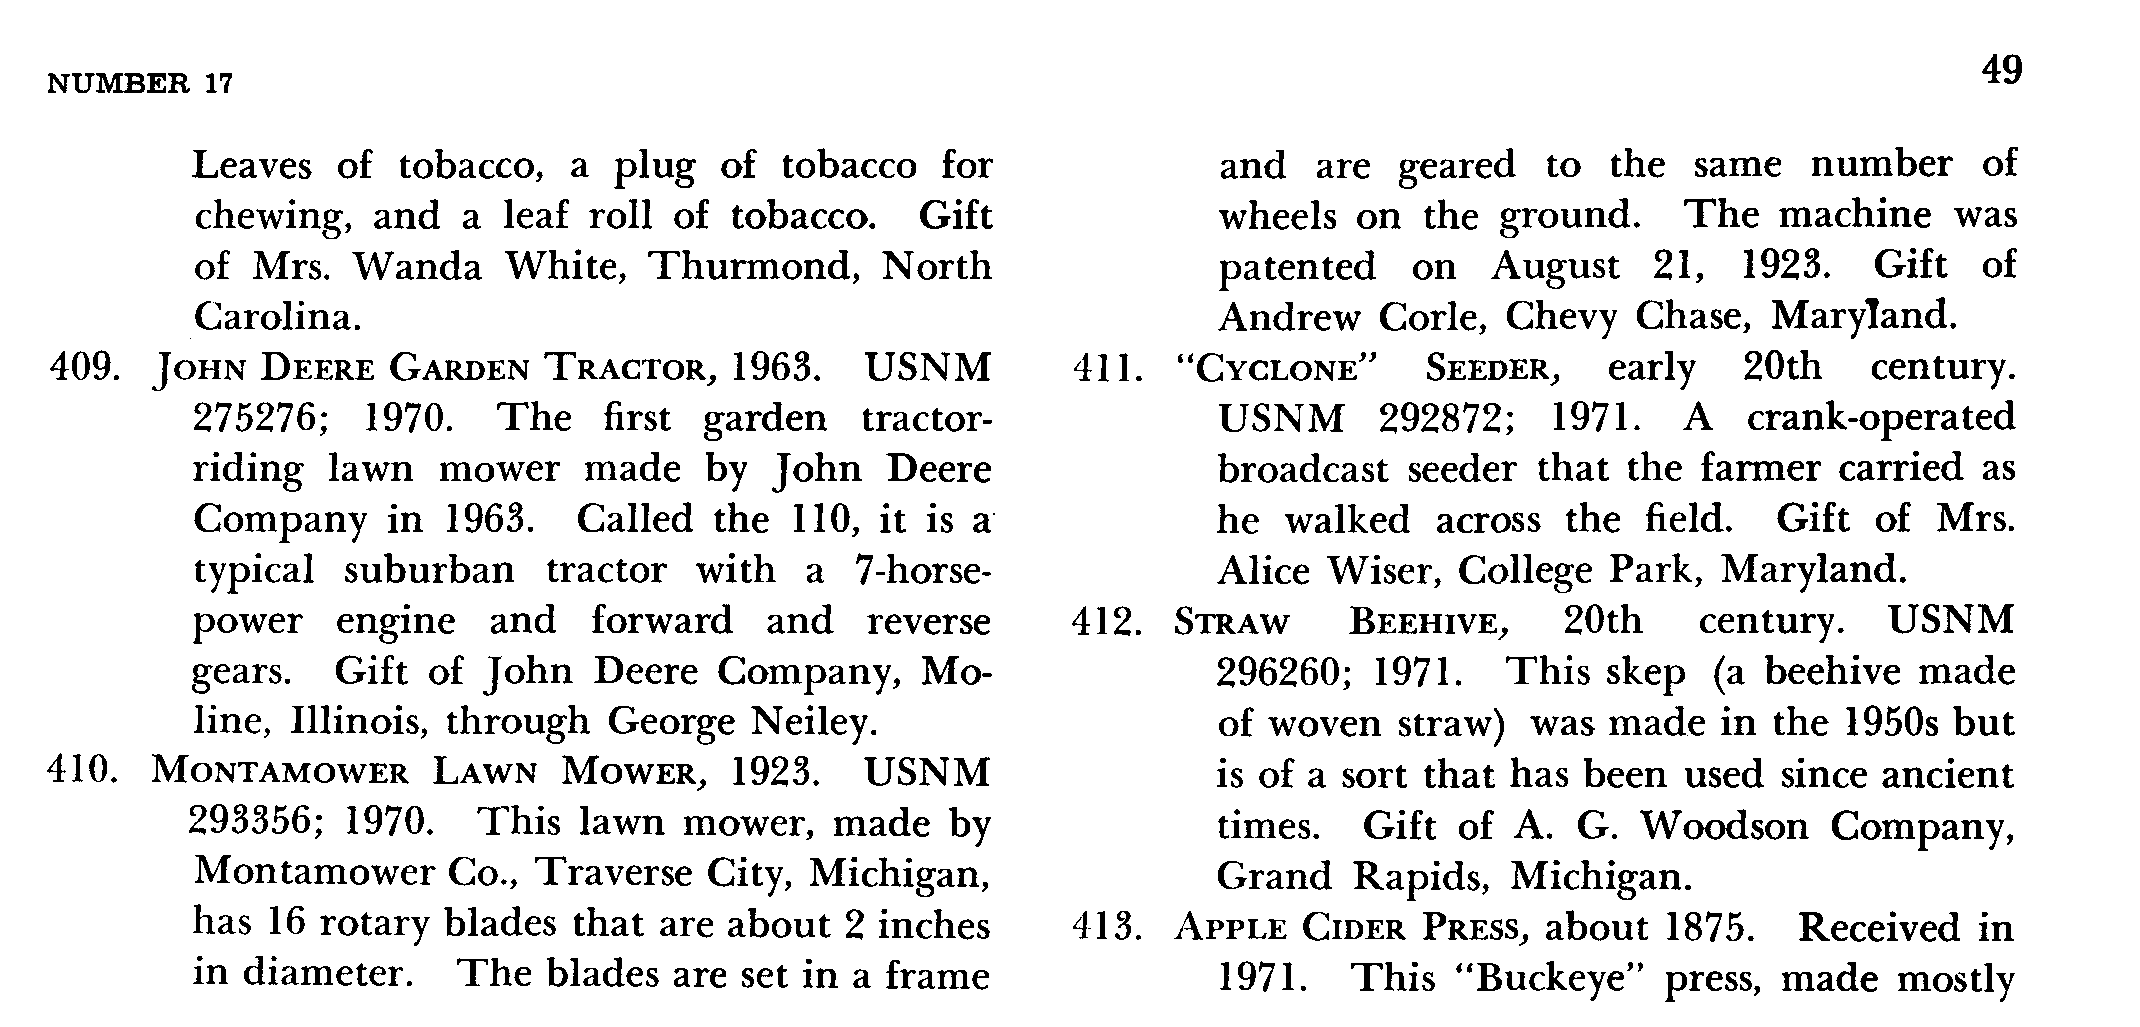 NUMBER 17
49
Leaves of tobacco, a plug of tobacco for
chewing, and a leaf roll of tobacco. Gift
of Mrs. Wanda White, Thurmond, North
Carolina.
409. JOHN DEERE GARDEN TRACTOR, 1963. USNM
275276; 1970. The first garden tractor-
riding lawn mower made by John Deere
Company in 1963. Called the 110, it is a
typical suburban tractor with a 7-horse-
power engine and forward and reverse
gears. Gift of John Deere Company, Mo-
line, Illinois, through George Neiley.
410. MONTAMOWER LAWN MOWER, 1923. USNM
293356; 1970. This lawn mower, made by
Montamower Co., Traverse City, Michigan,
has 16 rotary blades that are about 2 inches
in diameter. The blades are set in a frame
and are geared to the same number of
wheels on the ground. The machine was
patented on August 21, 1923. Gift of
Andrew Corle, Chevy Chase, Maryland.
411. "CYCLONE" SEEDER, early 20th century.
USNM 292872; 1971. A crank-operated
broadcast seeder that the farmer carried as
he walked across the field. Gift of Mrs.
Alice Wiser, College Park, Maryland.
412. STRAW BEEHIVE, 20th century. USNM
296260; 1971. This skep (a beehive made
of woven straw) was made in the 1950s but
is of a sort that has been used since ancient
times. Gift of A. G. Woodson Company,
Grand Rapids, Michigan.
413. APPLE CIDER PRESS, about 1875. Received in
1971. This "Buckeye" press, made mostly